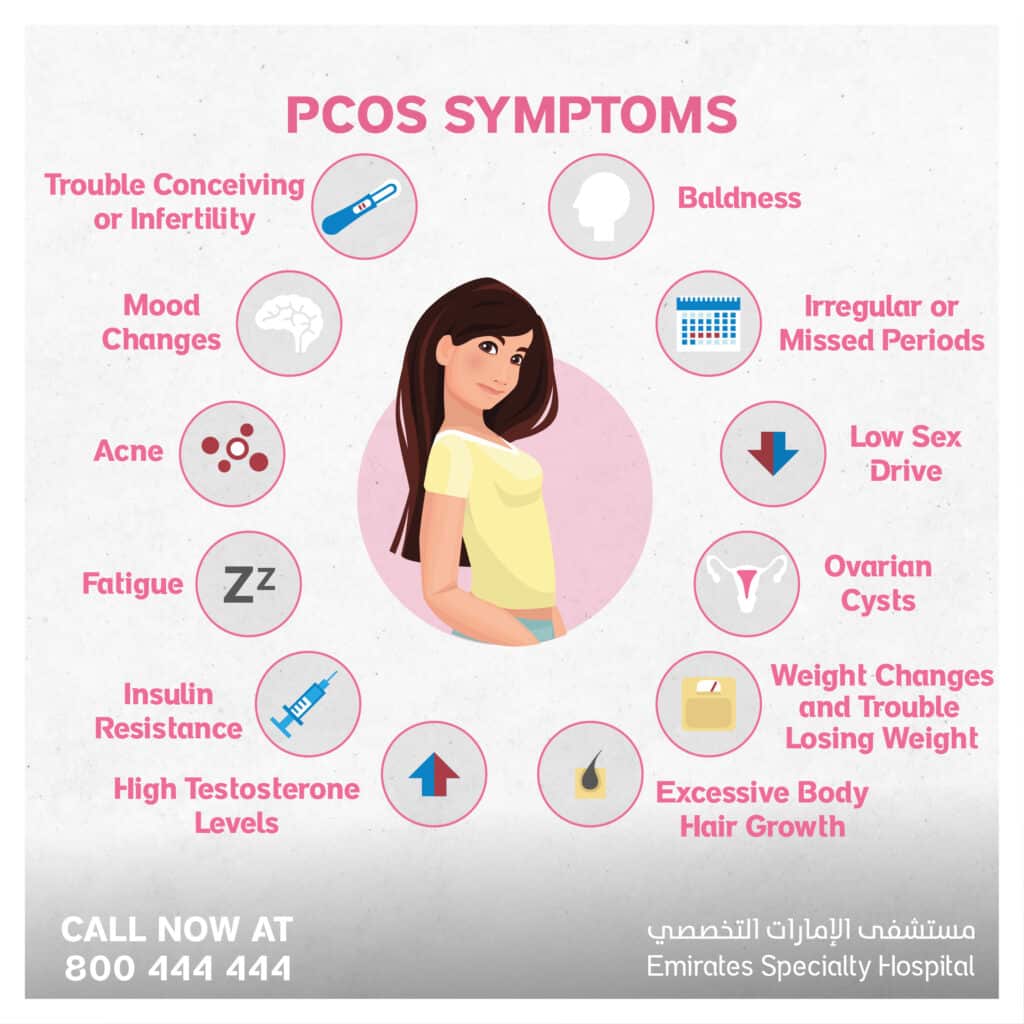 PCOS SYMPTOMS
Trouble Conceiving
or Infertility
Baldness
Mood
Changes
Irregular or
Missed Periods
Acne
Low Sex
Drive
Fatigue
Zz
Ovarian
Cysts
Insulin
Resistance
Weight Changes
and Trouble
Losing Weight
High Testosterone
Levels
Excessive Body
Hair Growth
CALL NOW AT
800 444 444
مستشفى الإمارات التخصصي
Emirates Specialty Hospital